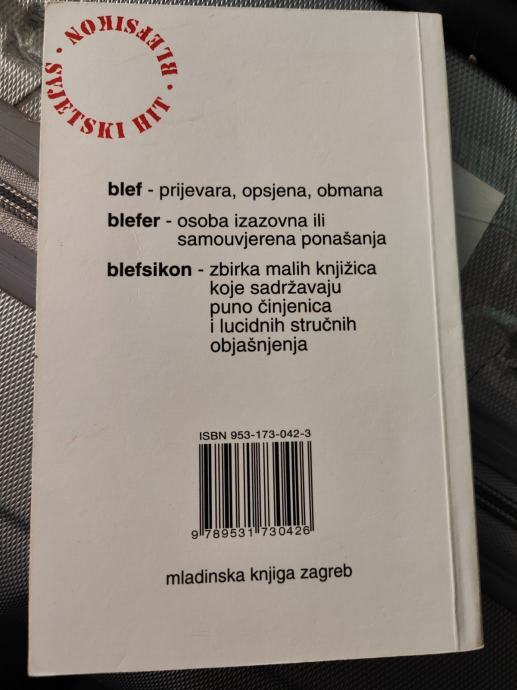 BLEFSIKON · SVJETSKI HIT ·
blef - prijevara, opsjena, obmana
blefer - osoba izazovna ili
samouvjerena ponašanja
blefsikon - zbirka malih knjižica
koje sadržavaju
puno činjenica
i lucidnih stručnih
objašnjenja
ISBN 953-173-042-3
9 789531 730426
mladinska knjiga zagreb